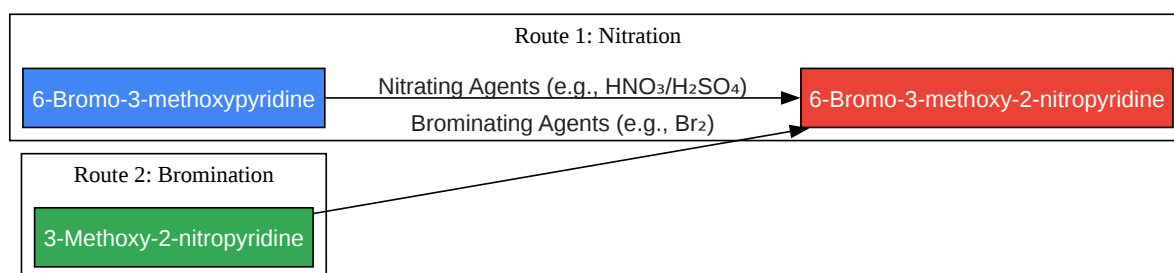 Route 1: Nitration
6-Bromo-3-methoxypyridine
Nitrating Agents (e.g., HNO₃/H₂SO₄)
6-Bromo-3-methoxy-2-nitropyridine
Brominating Agents (e.g., Br₂)
Route 2: Bromination
3-Methoxy-2-nitropyridine